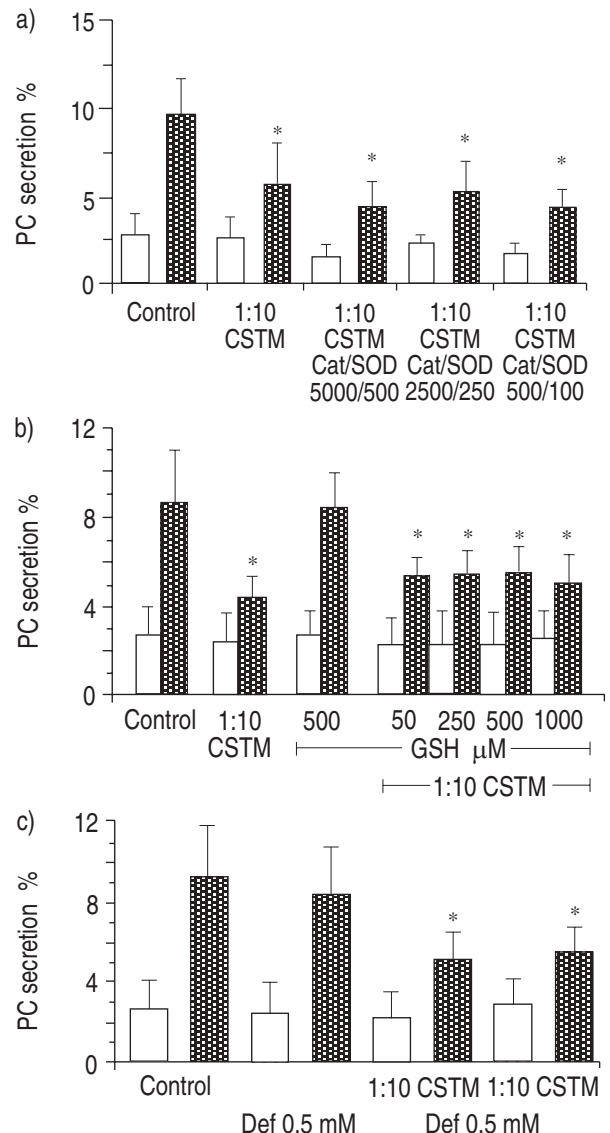 a)
15
10
5
0
PC secretion %
* * * *
Control 1:10 1:10 1:10 1:10
CSTM CSTM CSTM CSTM
Cat/SOD Cat/SOD Cat/SOD
5000/500 2500/250 500/100
b)
12
8
4
0
PC secretion %
* * * * *
Control 1:10 500 50 250 500 1000
CSTM GSH µM
1:10 CSTM
c)
12
8
4
0
PC secretion %
* *
Control 1:10 CSTM 1:10 CSTM
Def 0.5 mM Def 0.5 mM